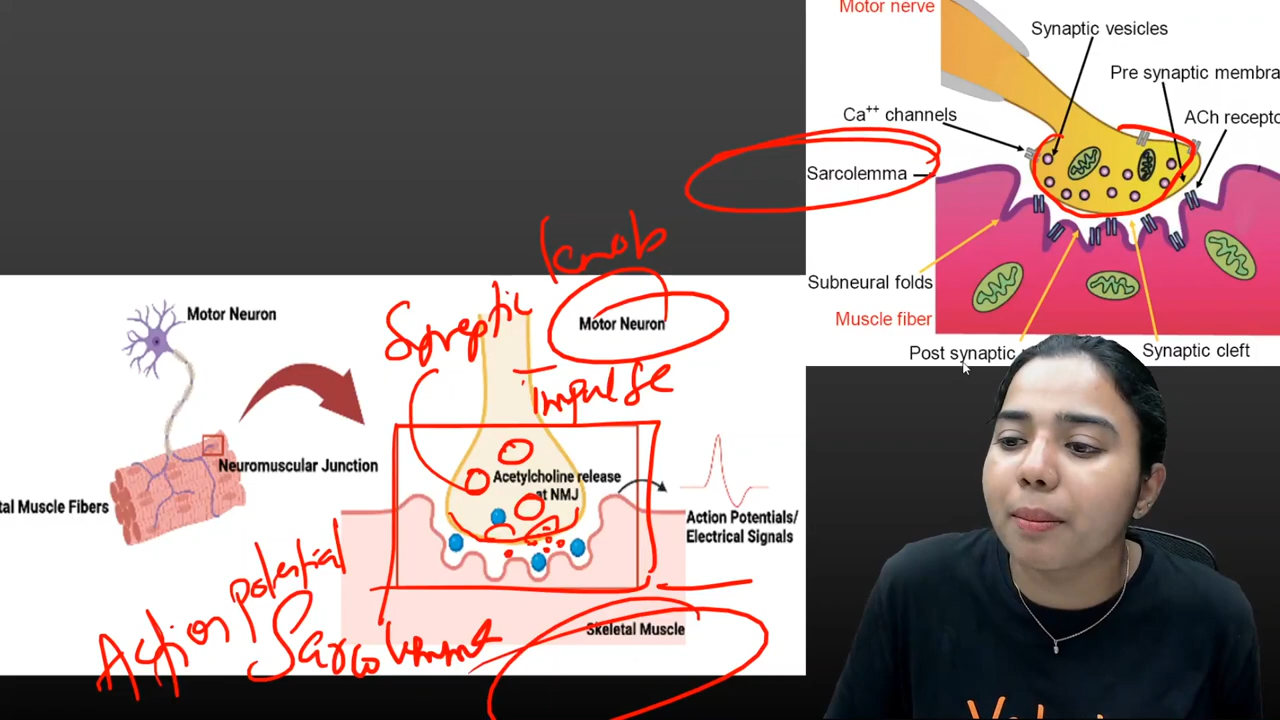 Motor nerve
Synaptic vesicles
Pre synaptic membra
Ca++ channels
ACh recepto
Sarcolemma
Subneural folds
Muscle fiber
Post synaptic
Synaptic cleft
Knob
Synaptic
Motor Neuron
Motor Neuron
Impulse
Neuromuscular Junction
tal Muscle Fibers
Acetylcholine release
at NMJ
Action Potentials/
Electrical Signals
Action potential
Skeletal Muscle